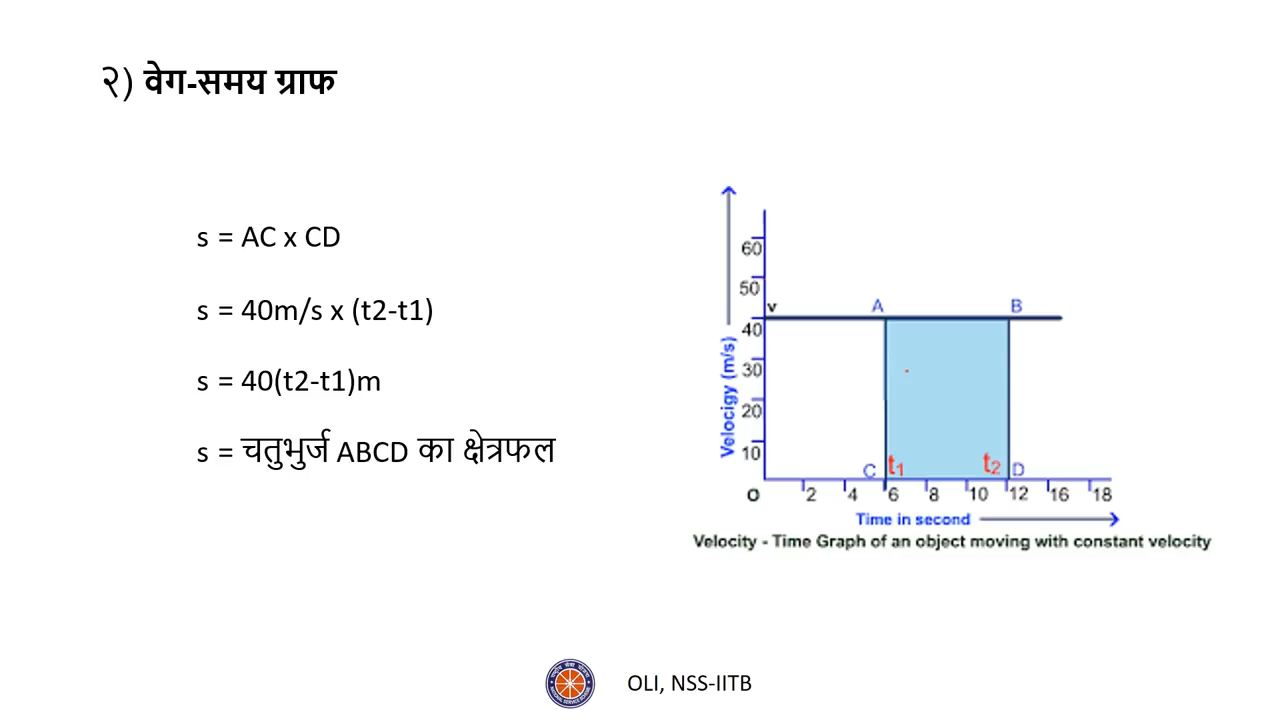 २) वेग-समय ग्राफ
s = AC x CD
s = 40m/s x (t2-t1)
s = 40(t2-t1)m
s = चतुभुर्ज ABCD का क्षेत्रफल
60
50
v
A
B
40
30
20
10
Velocigy (m/s)
C
t1
t2
D
O
2 4 6 8 10 12 16 18
Time in second
Velocity - Time Graph of an object moving with constant velocity
OLI, NSS-IITB